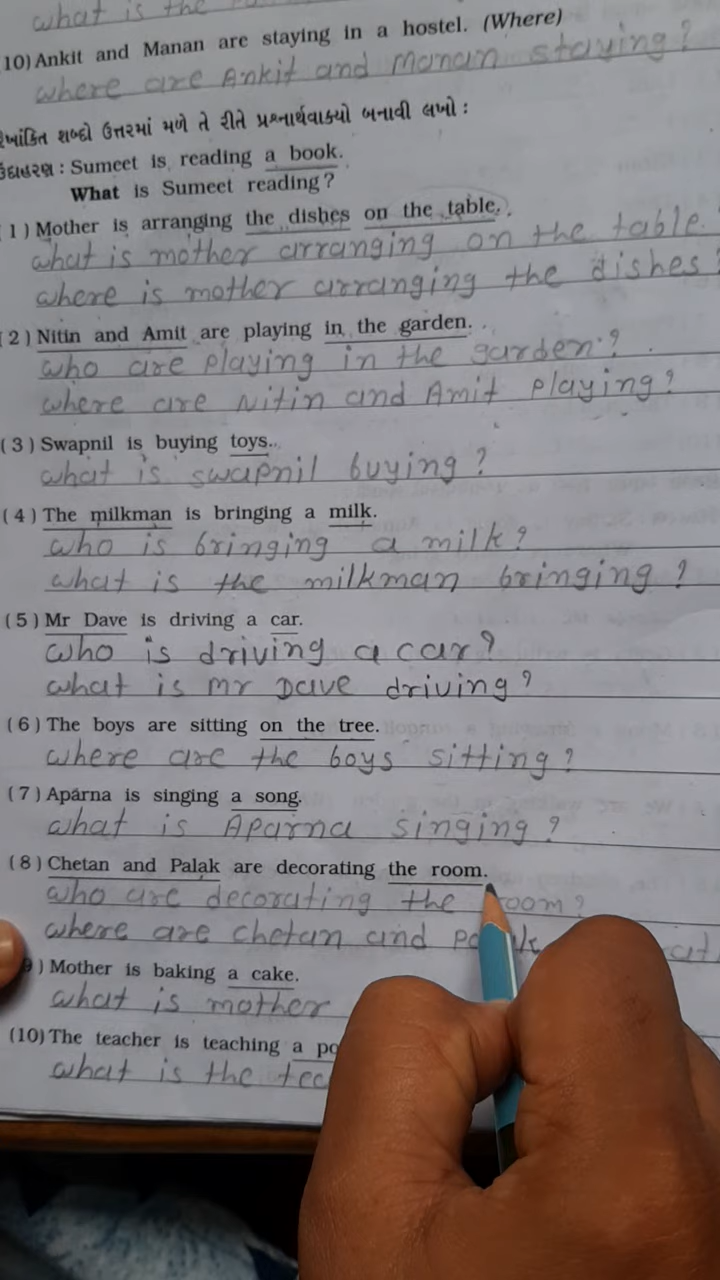 what is the
10) Ankit and Manan are staying in a hostel. (Where)
where are Ankit and Manan staying?
રેખાંકિત શબ્દો ઉત્તરમાં મળે તે રીતે પ્રશ્નાર્થવાક્યો બનાવી લખો :
ઉદાહરણ : Sumeet is reading a book.
What is Sumeet reading?
1) Mother is arranging the dishes on the table.
what is mother arranging on the table?
where is mother arranging the dishes?
2) Nitin and Amit are playing in the garden.
who are playing in the garden?
where are Nitin and Amit playing?
(3) Swapnil is buying toys.
what is swapnil buying?
(4) The milkman is bringing a milk.
who is bringing a milk?
what is the milkman bringing?
(5) Mr Dave is driving a car.
who is driving a car?
what is mr Dave driving?
(6) The boys are sitting on the tree.
where are the boys sitting?
(7) Aparna is singing a song.
what is Aparna singing?
(8) Chetan and Palak are decorating the room.
who are decorating the room?
where are chetan and
9) Mother is baking a cake.
what is mother
(10) The teacher is teaching a
what is the